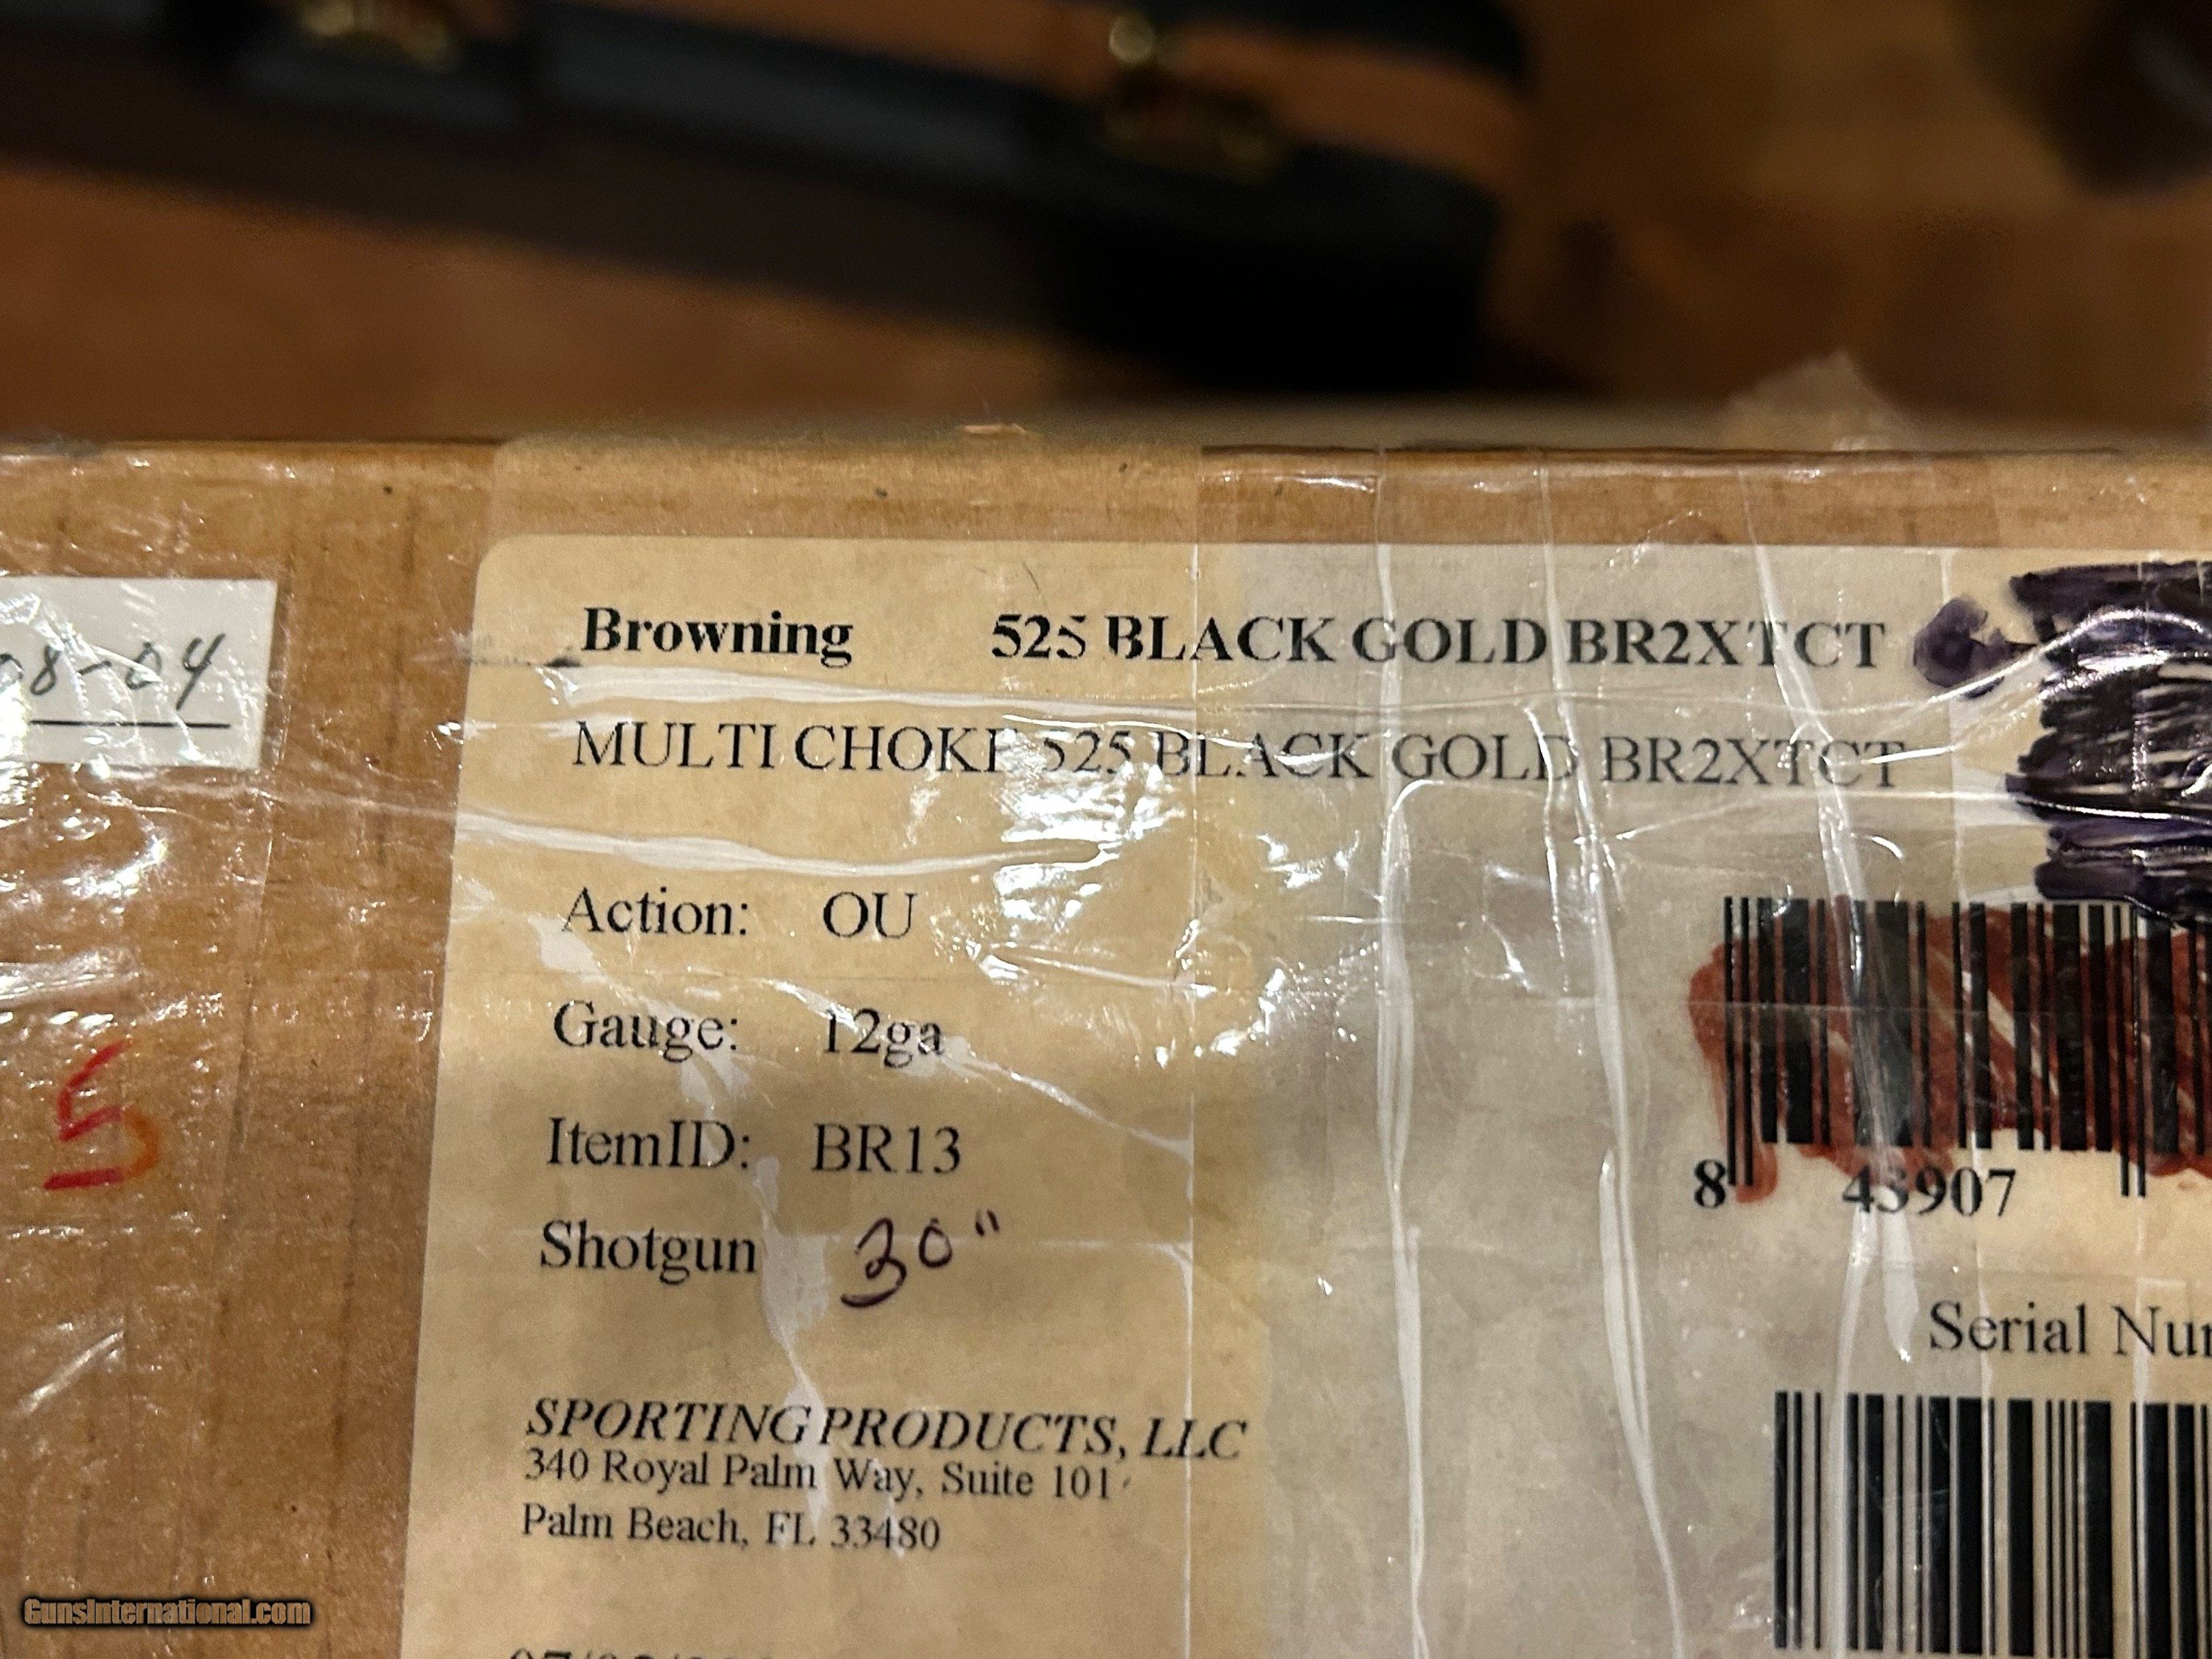 08-04
5
Browning 525 BLACK GOLD BR2XTCT
MULTI CHOKE 525 BLACK GOLD BR2XTCT
Action: OU
Gauge: 12ga
ItemID: BR13
Shotgun 30"
8 43907
Serial Nu
SPORTING PRODUCTS, LLC
340 Royal Palm Way, Suite 101
Palm Beach, FL 33480
GunsInternational.com